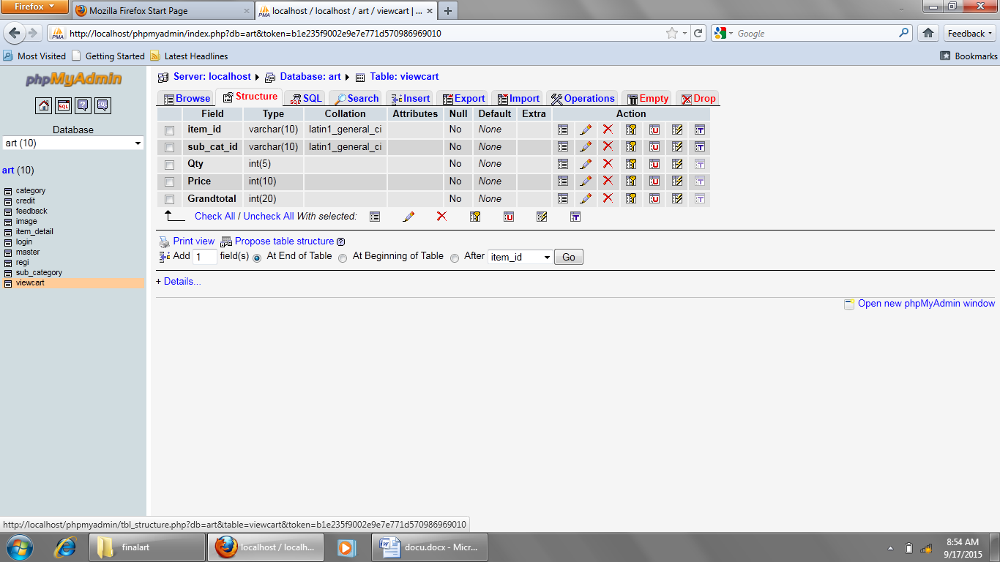 Firefox
Mozilla Firefox Start Page
localhost / localhost / art / viewcart | ...
http://localhost/phpmyadmin/index.php?db=art&token=b1e235f9002e9e7e771d570986969010
Google
Feedback
Most Visited
Getting Started
Latest Headlines
Bookmarks
phpMyAdmin
SQL
Database
art (10)
art (10)
category
credit
feedback
image
item_detail
login
master
regi
sub_category
viewcart
Server: localhost
Database: art
Table: viewcart
Browse
Structure
SQL
Search
Insert
Export
Import
Operations
Empty
Drop
Field Type Collation Attributes Null Default Extra Action
item_id varchar(10) latin1_general_ci No None
sub_cat_id varchar(10) latin1_general_ci No None
Qty int(5) No None
Price int(10) No None
Grandtotal int(20) No None
Check All / Uncheck All With selected:
Print view Propose table structure
Add 1 field(s) At End of Table At Beginning of Table After item_id Go
+ Details...
Open new phpMyAdmin window
http://localhost/phpmyadmin/tbl_structure.php?db=art&table=viewcart&token=b1e235f9002e9e7e771d570986969010
finalart
localhost / localh...
docu.docx - Micr...
8:54 AM
9/17/2015